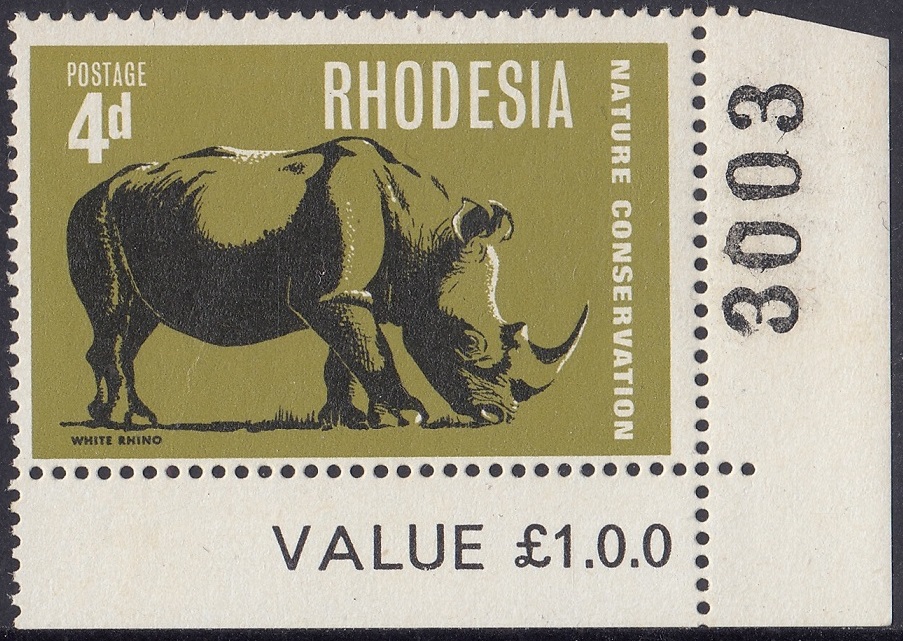 POSTAGE
4d
RHODESIA
NATURE CONSERVATION
WHITE RHINO
3003
VALUE £1.0.0